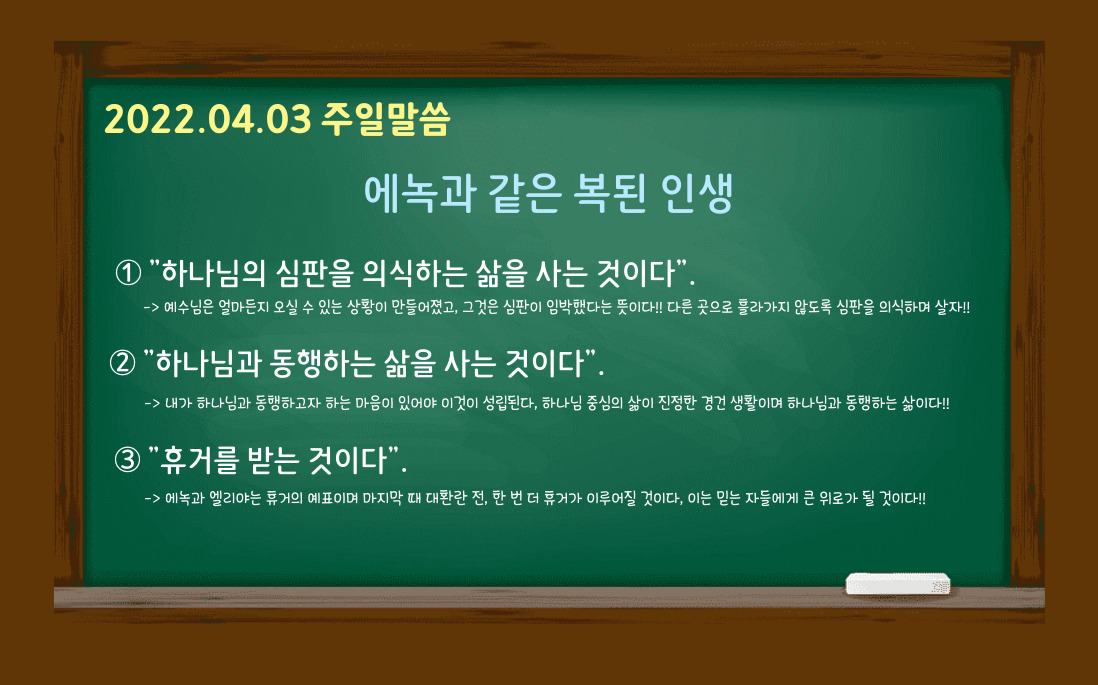 2022.04.03 주일말씀
에녹과 같은 복된 인생
① "하나님의 심판을 의식하는 삶을 사는 것이다".
-> 예수님은 얼마든지 오실 수 있는 상황이 만들어졌고, 그것은 심판이 임박했다는 뜻이다!! 다른 곳으로 흘라가지 않도록 심판을 의식하며 살자!!
② "하나님과 동행하는 삶을 사는 것이다".
-> 내가 하나님과 동행하고자 하는 마음이 있어야 이것이 성립된다, 하나님 중심의 삶이 진정한 경건 생활이며 하나님과 동행하는 삶이다!!
③ "휴거를 받는 것이다".
-> 에녹과 엘리야는 휴거의 예표이며 마지막 때 대환란 전, 한 번 더 휴거가 이루어질 것이다, 이는 믿는 자들에게 큰 위로가 될 것이다!!